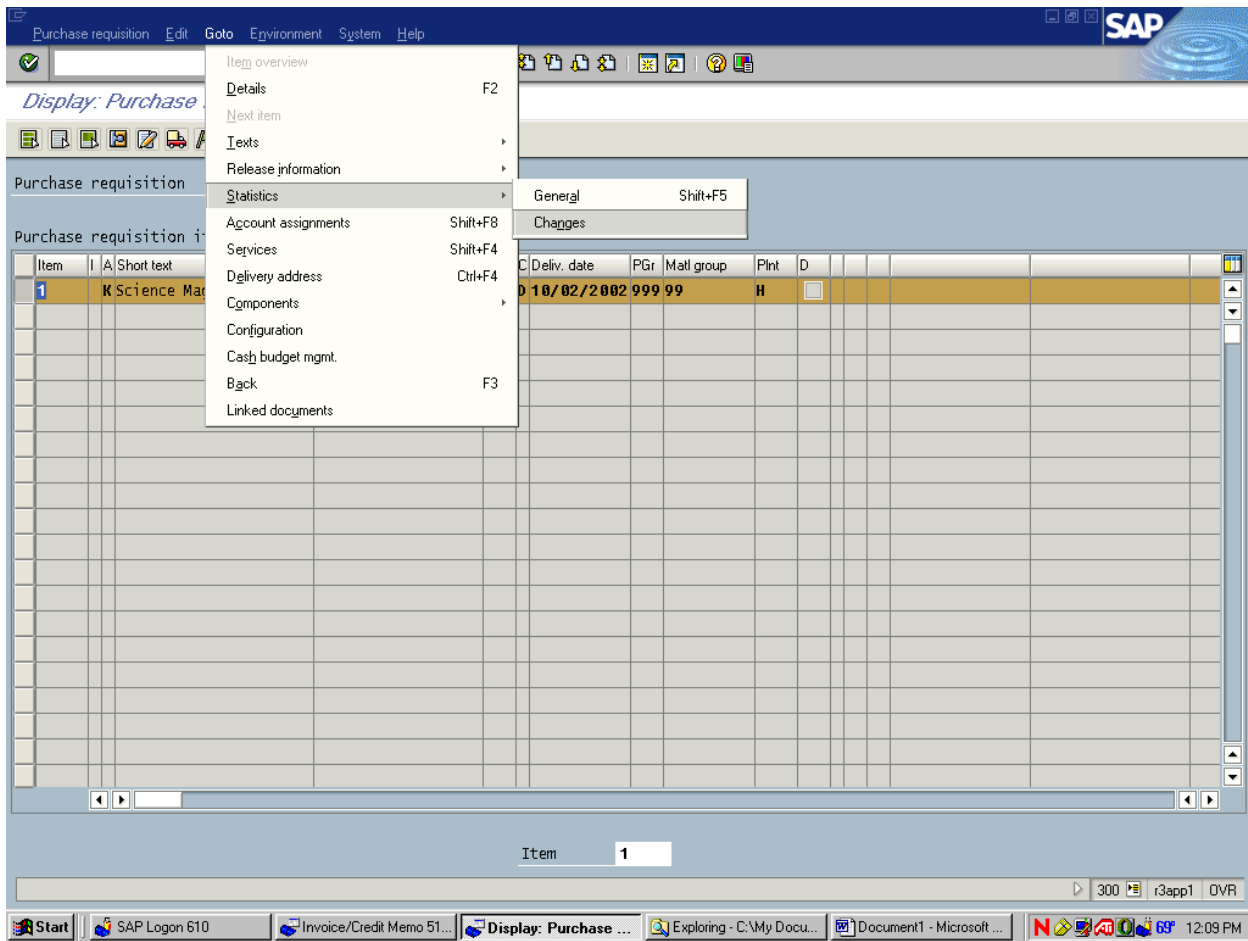 Purchase requisition Edit Goto Environment System Help
SAP
Item overview
Display: Purchase
Details F2
Next item
Texts
Release information
Purchase requisition
Statistics
General Shift+F5
Account assignments Shift+F8
Changes
Purchase requisition
Services Shift+F4
Item I A Short text C Deliv. date PGr Matl group Plnt D
Delivery address Ctrl+F4
1 K Science Mag D 10/02/2002 999 99 H
Components
Configuration
Cash budget mgmt.
Back F3
Linked documents
Item 1
300 r3app1 OVR
Start SAP Logon 610 Invoice/Credit Memo 51... Display: Purchase ... Exploring - C:\My Docu... Document1 - Microsoft ... N 69° 12:09 PM